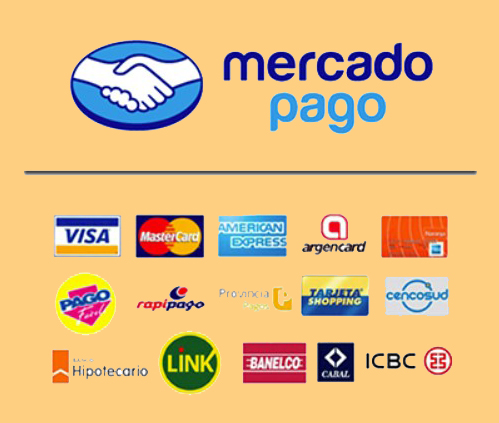 mercado
pago
VISA
MasterCard
AMERICAN
EXPRESS
argencard
Naranja
PAGO
Fácil
rapipago
Provincia
TARJETA
SHOPPING
cencosud
Hipotecario
LINK
BANELCO
CABAL
ICBC